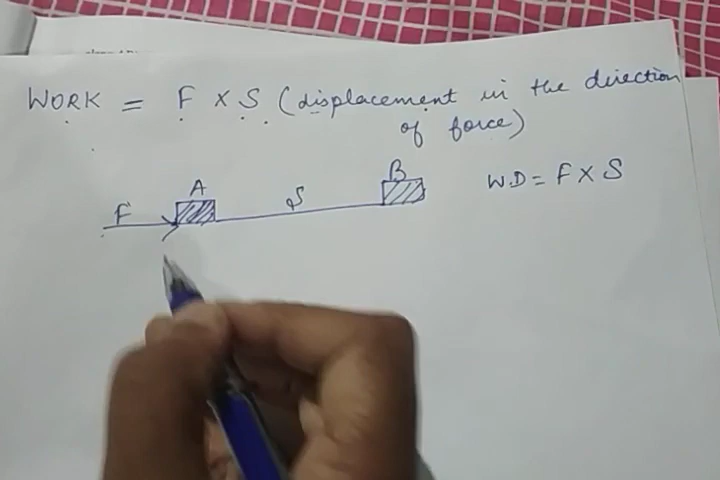 WORK = F X S (displacement in the direction
of force)
A B
F S W.D = F X S